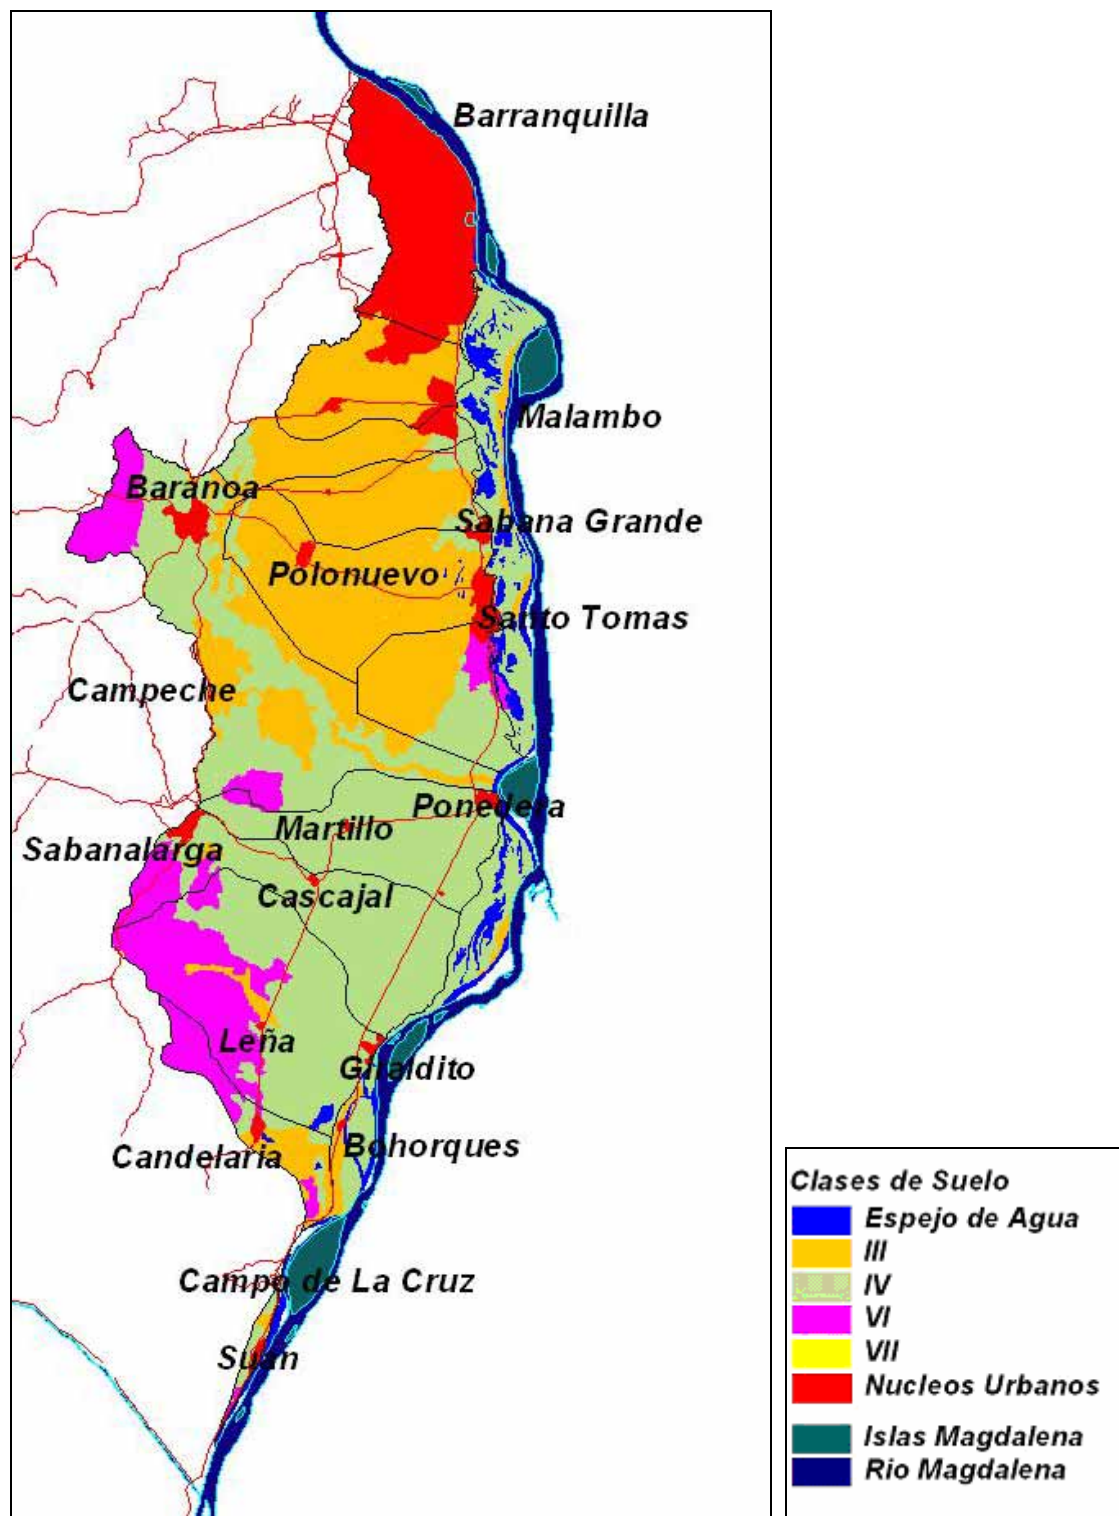 Barranquilla
Malambo
Baranoa
Sabana Grande
Polonuevo
Santo Tomas
Campeche
Ponedera
Martillo
Sabanalarga
Cascajal
Leña
Giraldito
Bohorques
Candelaria
Campo de La Cruz
Suan
Clases de Suelo
Espejo de Agua
III
IV
VI
VII
Nucleos Urbanos
Islas Magdalena
Rio Magdalena